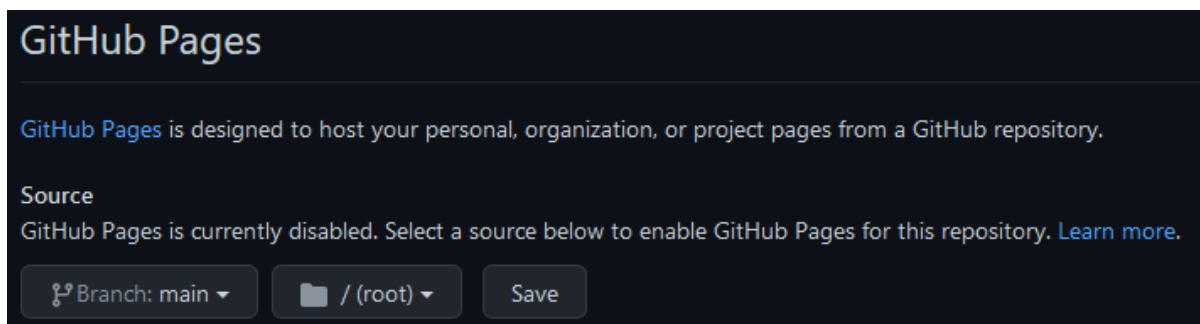 GitHub Pages
GitHub Pages is designed to host your personal, organization, or project pages from a GitHub repository.
Source
GitHub Pages is currently disabled. Select a source below to enable GitHub Pages for this repository. Learn more.
Branch: main / (root) Save